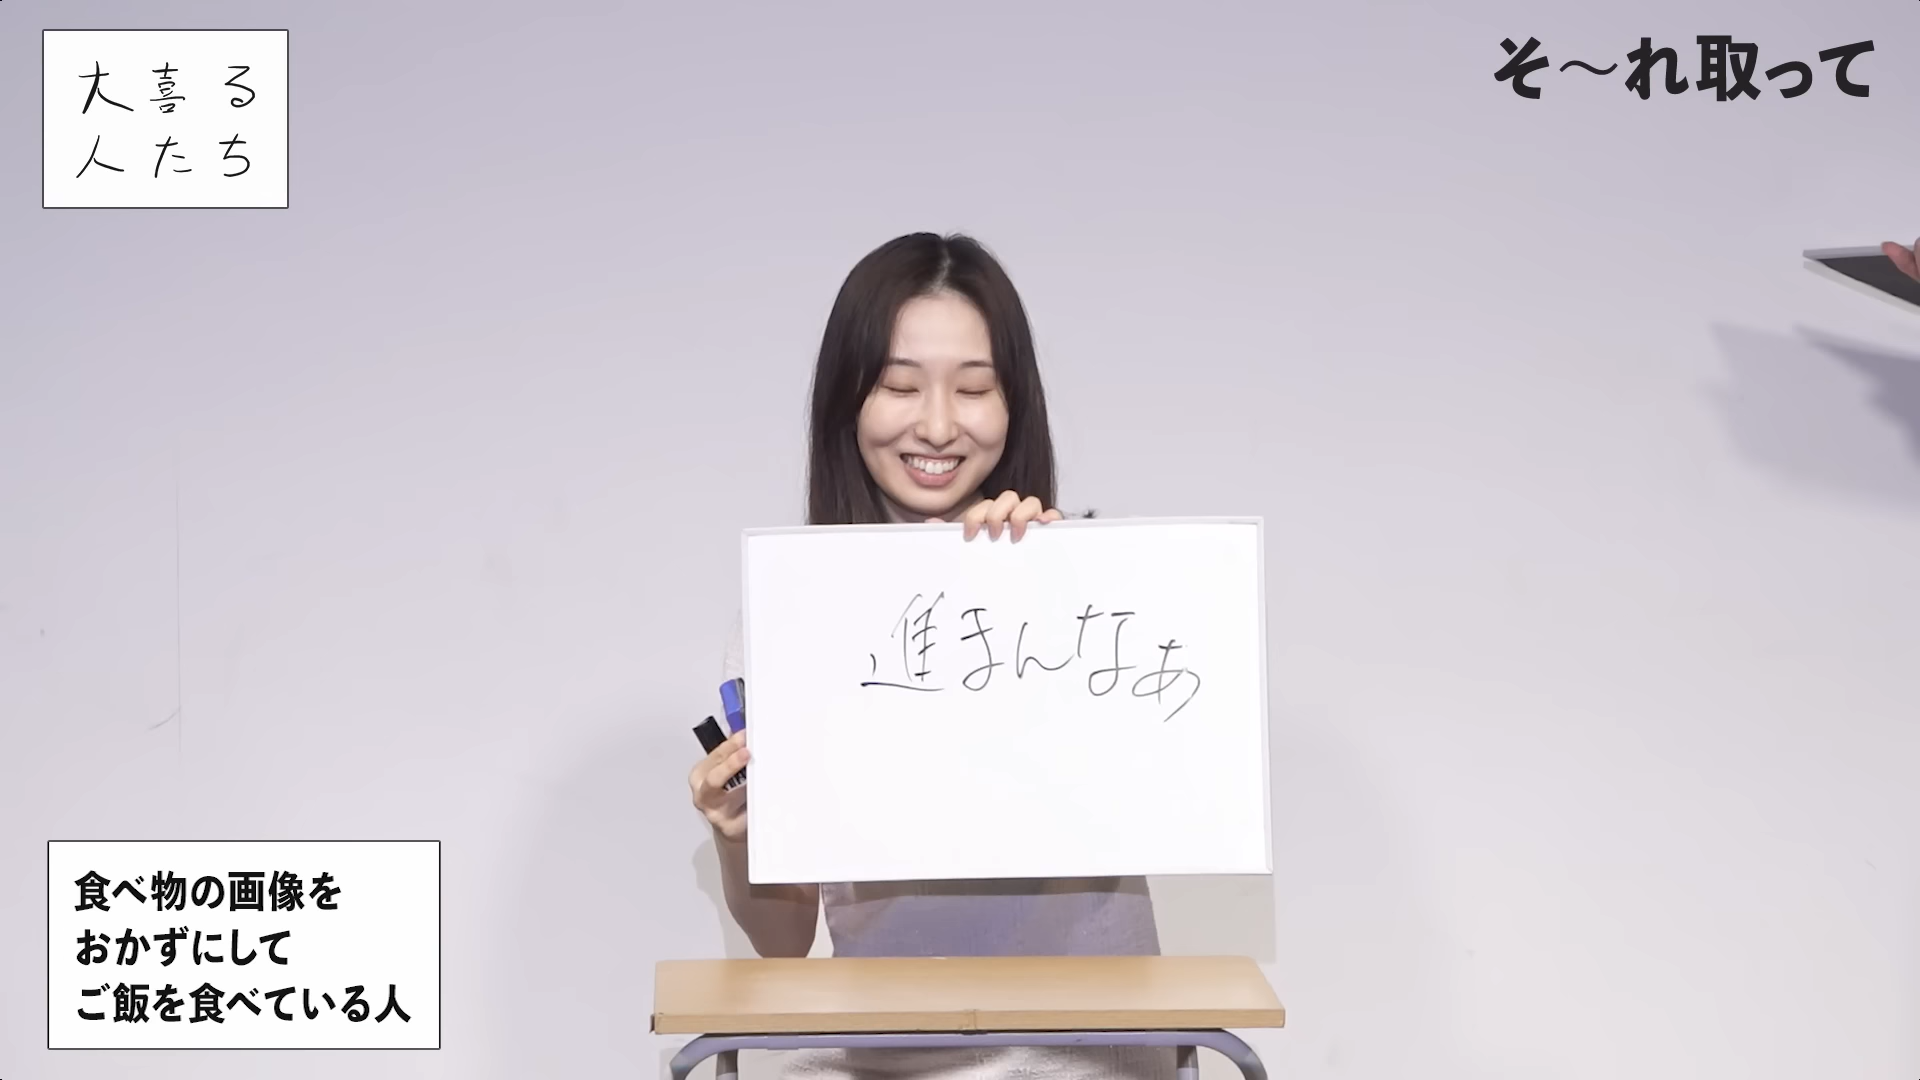 大喜る
人たち
そ〜れ取って
進まんなぁ
食べ物の画像を
おかずにして
ご飯を食べている人